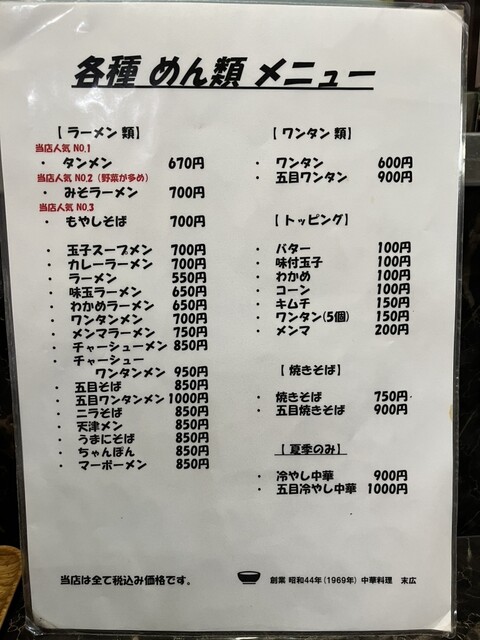 各種 めん類 メニュー
【 ラーメン 類】
当店人気 NO.1
・ タンメン 670円
当店人気 NO.2 (野菜が多め)
・ みそラーメン 700円
当店人気 NO.3
・ もやしそば 700円
・ 玉子スープメン 700円
・ カレーラーメン 700円
・ ラーメン 550円
・ 味玉ラーメン 650円
・ わかめラーメン 650円
・ ワンタンメン 700円
・ メンマラーメン 750円
・ チャーシューメン 850円
・ チャーシュー
ワンタンメン 950円
・ 五目そば 850円
・ 五目ワンタンメン 1000円
・ ニラそば 850円
・ 天津メン 850円
・ うまにそば 850円
・ ちゃんぽん 850円
・ マーボーメン 850円
【 ワンタン 類】
・ ワンタン 600円
・ 五目ワンタン 900円
【 トッピング】
・ バター 100円
・ 味付玉子 100円
・ わかめ 100円
・ コーン 100円
・ キムチ 150円
・ ワンタン(5個) 150円
・ メンマ 200円
【 焼きそば】
・ 焼きそば 750円
・ 五目焼きそば 900円
【 夏季のみ】
・ 冷やし中華 900円
・ 五目冷やし中華 1000円
当店は全て税込み価格です。
創業 昭和44年(1969年) 中華料理 末広